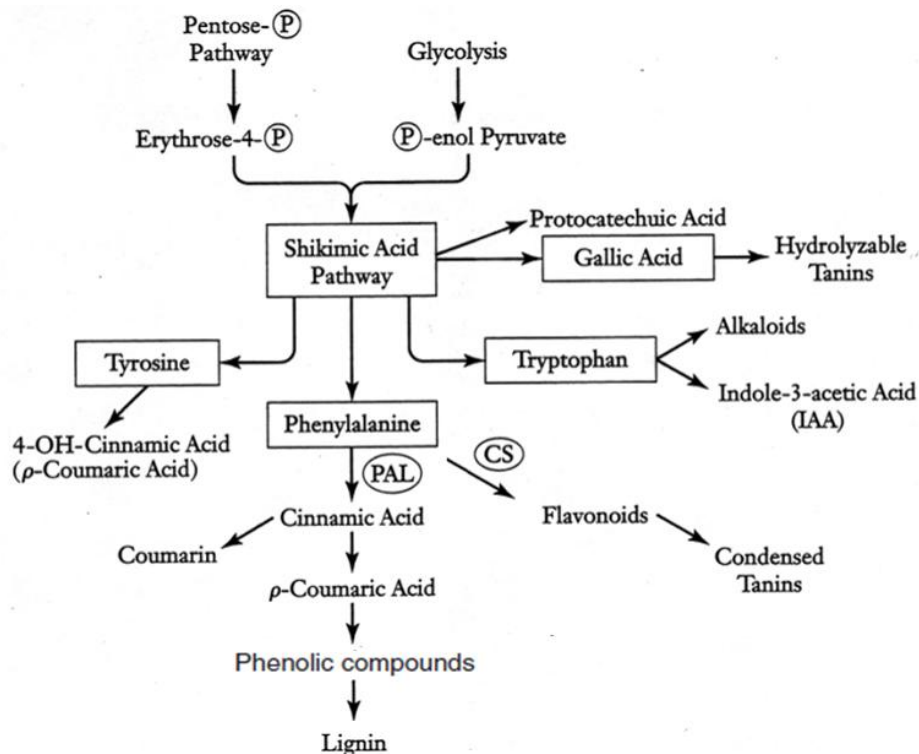 Pentose-Ⓟ
Pathway
Glycolysis
Erythrose-4-Ⓟ
Ⓟ-enol Pyruvate
Shikimic Acid
Pathway
Protocatechuic Acid
Gallic Acid
Hydrolyzable
Tanins
Tyrosine
Tryptophan
Alkaloids
Indole-3-acetic Acid
(IAA)
4-OH-Cinnamic Acid
(ρ-Coumaric Acid)
Phenylalanine
PAL
CS
Cinnamic Acid
Flavonoids
Coumarin
Condensed
Tanins
ρ-Coumaric Acid
Phenolic compounds
Lignin